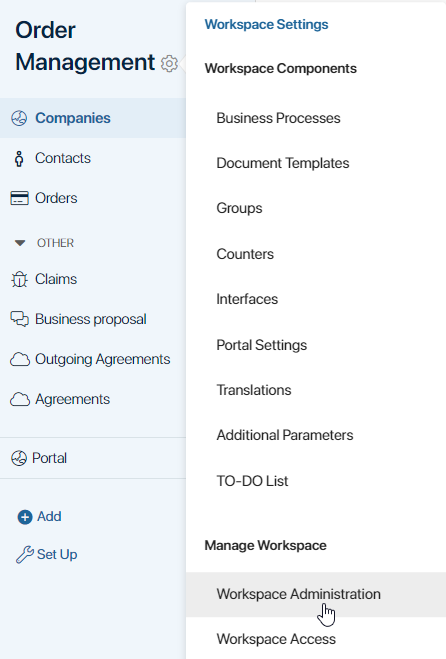 Order
Management
Companies
Contacts
Orders
OTHER
Claims
Business proposal
Outgoing Agreements
Agreements
Portal
Add
Set Up
Workspace Settings
Workspace Components
Business Processes
Document Templates
Groups
Counters
Interfaces
Portal Settings
Translations
Additional Parameters
TO-DO List
Manage Workspace
Workspace Administration
Workspace Access